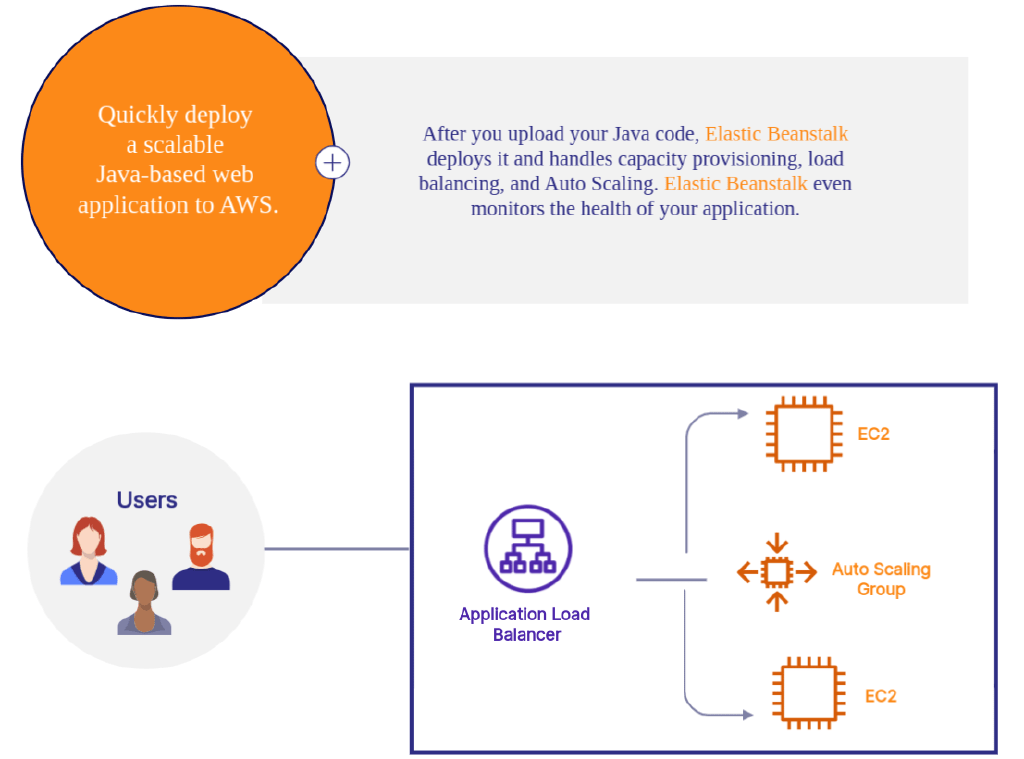 Quickly deploy
a scalable
Java-based web
application to AWS.
After you upload your Java code, Elastic Beanstalk
deploys it and handles capacity provisioning, load
balancing, and Auto Scaling. Elastic Beanstalk even
monitors the health of your application.
Users
Application Load
Balancer
EC2
Auto Scaling
Group
EC2